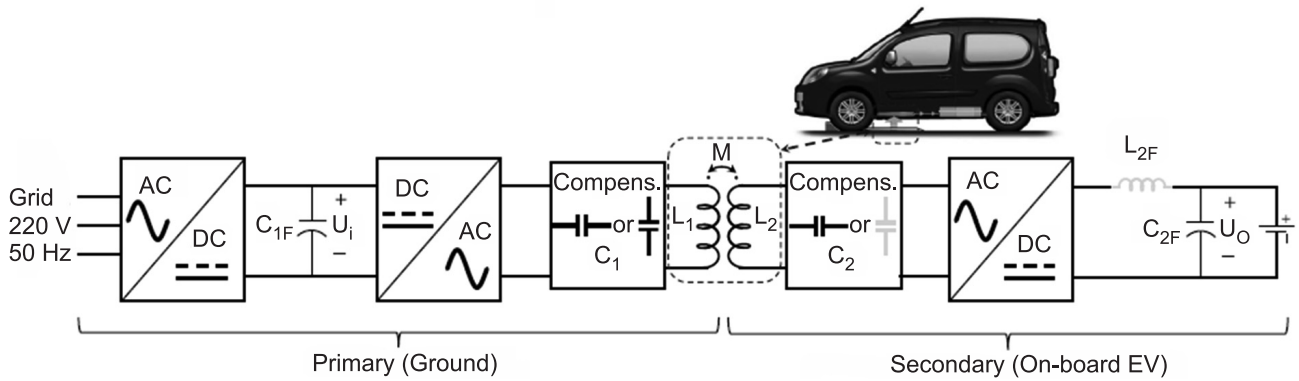 M
L₂F
Grid
220 V
50 Hz
AC
DC
C₁F
+
Uᵢ
−
DC
AC
Compens.
or
C₁
L₁
L₂
Compens.
or
C₂
AC
DC
C₂F
+
U_O
−
+
Primary (Ground)
Secondary (On-board EV)